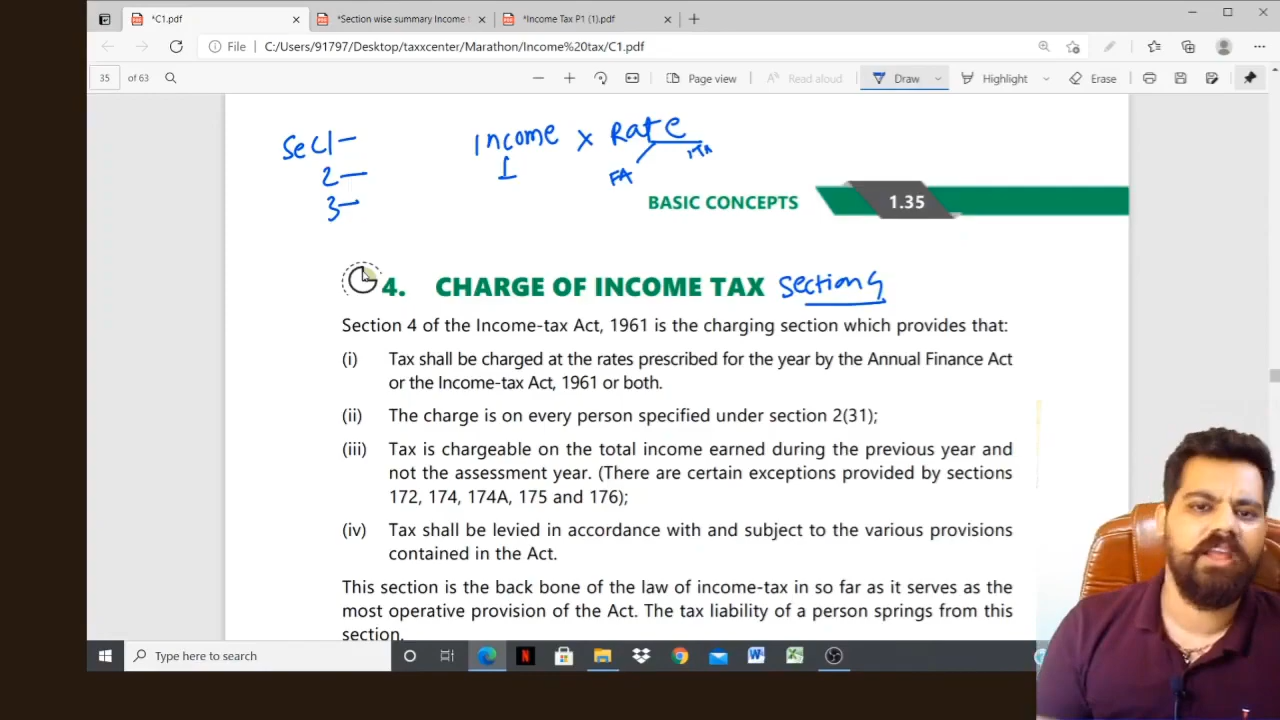 *C1.pdf
*Section wise summary Income
*Income Tax P1 (1).pdf
File
C:/Users/91797/Desktop/taxxcenter/Marathon/Income%20tax/C1.pdf
35 of 63
Page view
Read aloud
Draw
Highlight
Erase
Sec 1 -
2 -
3 -
Income x Rate
FA
ITA
BASIC CONCEPTS 1.35
4. CHARGE OF INCOME TAX Section 4
Section 4 of the Income-tax Act, 1961 is the charging section which provides that:
(i) Tax shall be charged at the rates prescribed for the year by the Annual Finance Act
or the Income-tax Act, 1961 or both.
(ii) The charge is on every person specified under section 2(31);
(iii) Tax is chargeable on the total income earned during the previous year and
not the assessment year. (There are certain exceptions provided by sections
172, 174, 174A, 175 and 176);
(iv) Tax shall be levied in accordance with and subject to the various provisions
contained in the Act.
This section is the back bone of the law of income-tax in so far as it serves as the
most operative provision of the Act. The tax liability of a person springs from this
section.
Type here to search